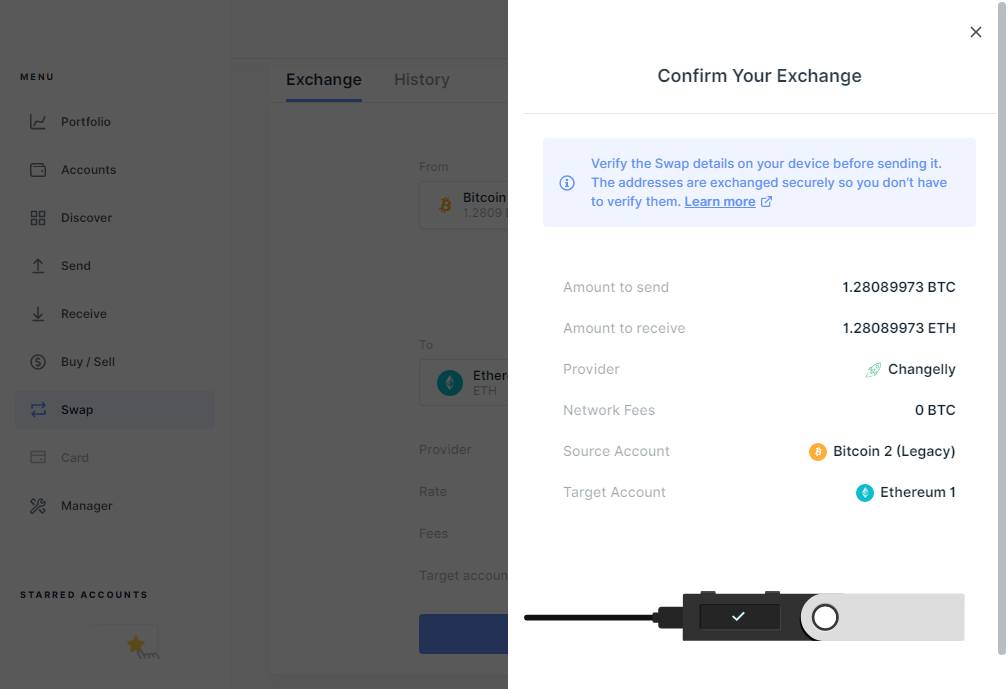 MENU
Portfolio
Accounts
Discover
Send
Receive
Buy / Sell
Swap
Card
Manager
STARRED ACCOUNTS
Exchange History
From
Bitcoin
1.2809
To
ETH
Provider
Rate
Fees
Target
Confirm Your Exchange
Verify the Swap details on your device before sending it.
The addresses are exchanged securely so you don't have
to verify them. Learn more
Amount to send 1.28089973 BTC
Amount to receive 1.28089973 ETH
Provider Changelly
Network Fees 0 BTC
Source Account Bitcoin 2 (Legacy)
Target Account Ethereum 1